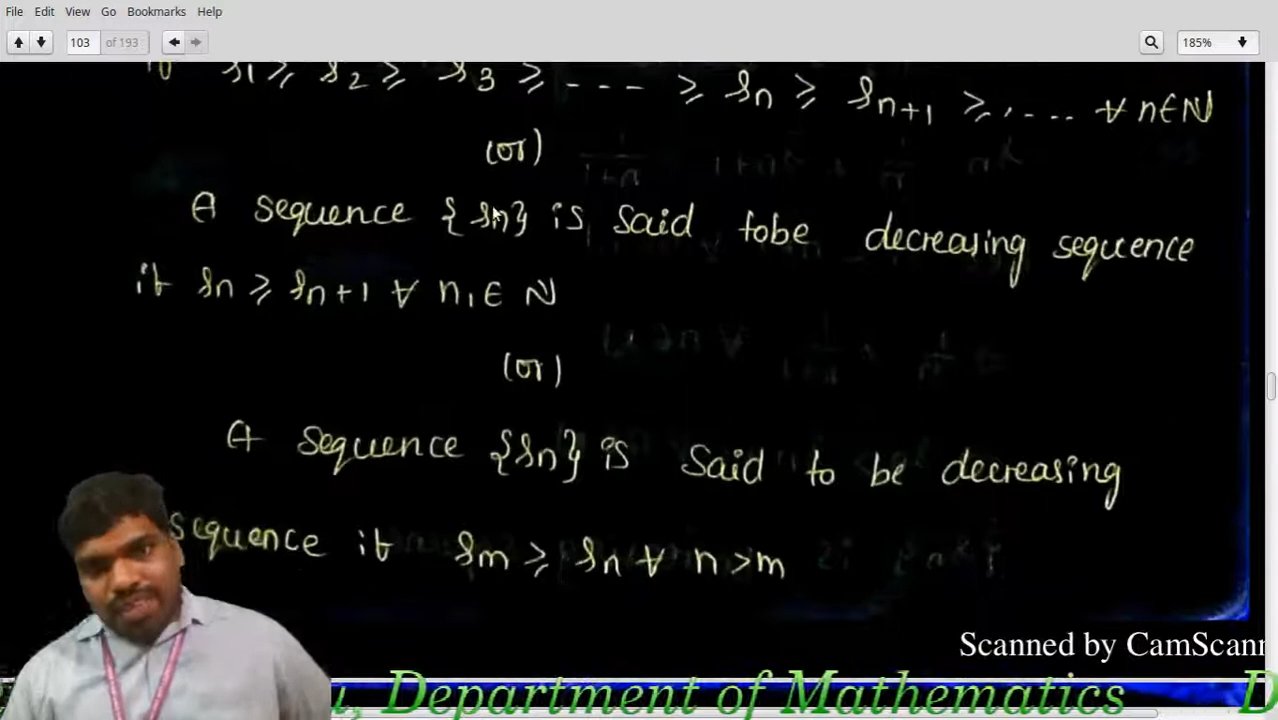 File Edit View Go Bookmarks Help
103 of 193 185%
if s1 ≥ s2 ≥ s3 ≥ ---- ≥ sn ≥ sn+1 ≥, .... ∀ n∈N
(or)
A sequence {sn} is said tobe decreasing sequence
if sn ≥ sn+1 ∀ n, ∈ N
(or)
A sequence {sn} is said to be decreasing
sequence if sm ≥ sn ∀ n >m
Scanned by CamScann
, Department of Mathematics